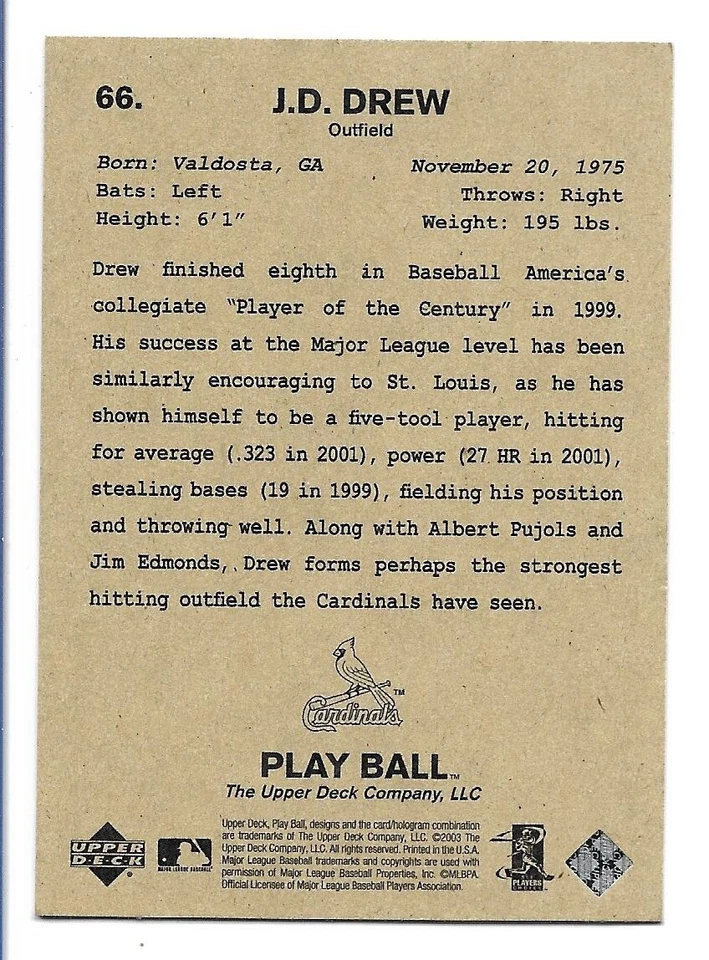 66. J.D. DREW
Outfield
Born: Valdosta, GA November 20, 1975
Bats: Left Throws: Right
Height: 6'1" Weight: 195 lbs.
Drew finished eighth in Baseball America's
collegiate "Player of the Century" in 1999.
His success at the Major League level has been
similarly encouraging to St. Louis, as he has
shown himself to be a five-tool player, hitting
for average (.323 in 2001), power (27 HR in 2001),
stealing bases (19 in 1999), fielding his position
and throwing well. Along with Albert Pujols and
Jim Edmonds, Drew forms perhaps the strongest
hitting outfield the Cardinals have seen.
Cardinals TM
PLAY BALL TM
The Upper Deck Company, LLC
Upper Deck, Play Ball, designs and the card/hologram combination
are trademarks of The Upper Deck Company, LLC. ©2003 The
Upper Deck Company, LLC. All rights reserved. Printed in the U.S.A.
Major League Baseball trademarks and copyrights are used with
permission of Major League Baseball Properties, Inc. ©MLBPA
Official Licensee of Major League Baseball Players Association.
UPPER
DECK
MAJOR LEAGUE BASEBALL
PLAYERS